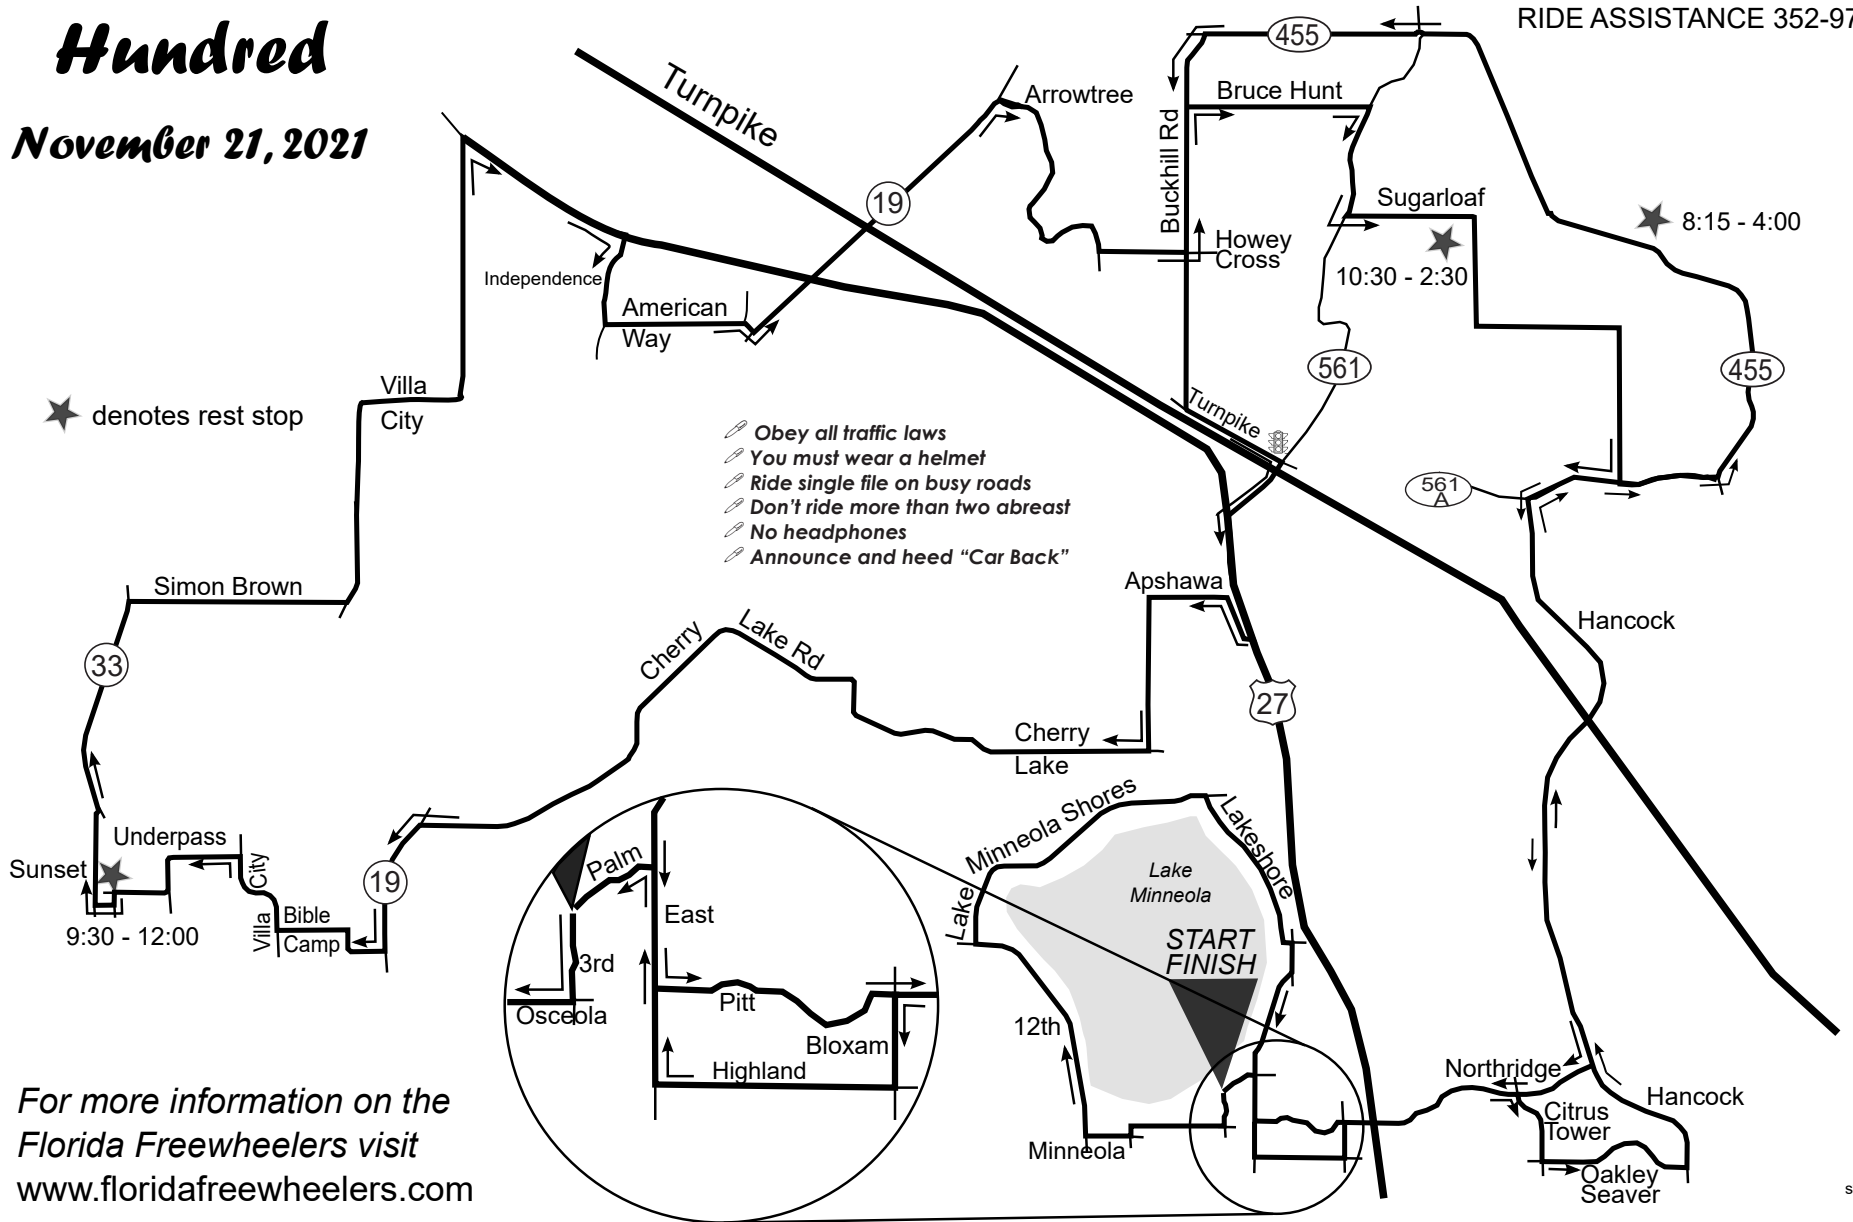 Hundred
November 21, 2021
RIDE ASSISTANCE 352-97
455
Turnpike
Arrowtree
Bruce Hunt
Buckhill Rd
19
Sugarloaf
8:15 - 4:00
Howey
Cross
10:30 - 2:30
Independence
American
Way
561
455
Villa
City
denotes rest stop
Turnpike
Obey all traffic laws
You must wear a helmet
Ride single file on busy roads
Don't ride more than two abreast
No headphones
Announce and heed “Car Back”
561
A
Simon Brown
Apshawa
Hancock
33
Cherry
Lake Rd
27
Cherry
Lake
Underpass
Sunset
City
Villa
Bible
Camp
19
9:30 - 12:00
Palm
East
3rd
Pitt
Osceola
Bloxam
Highland
Lake
Minneola Shores
Lakeshore
Lake
Minneola
START
FINISH
12th
Minneola
Northridge
Hancock
Citrus
Tower
Oakley
Seaver
For more information on the
Florida Freewheelers visit
www.floridafreewheelers.com
s